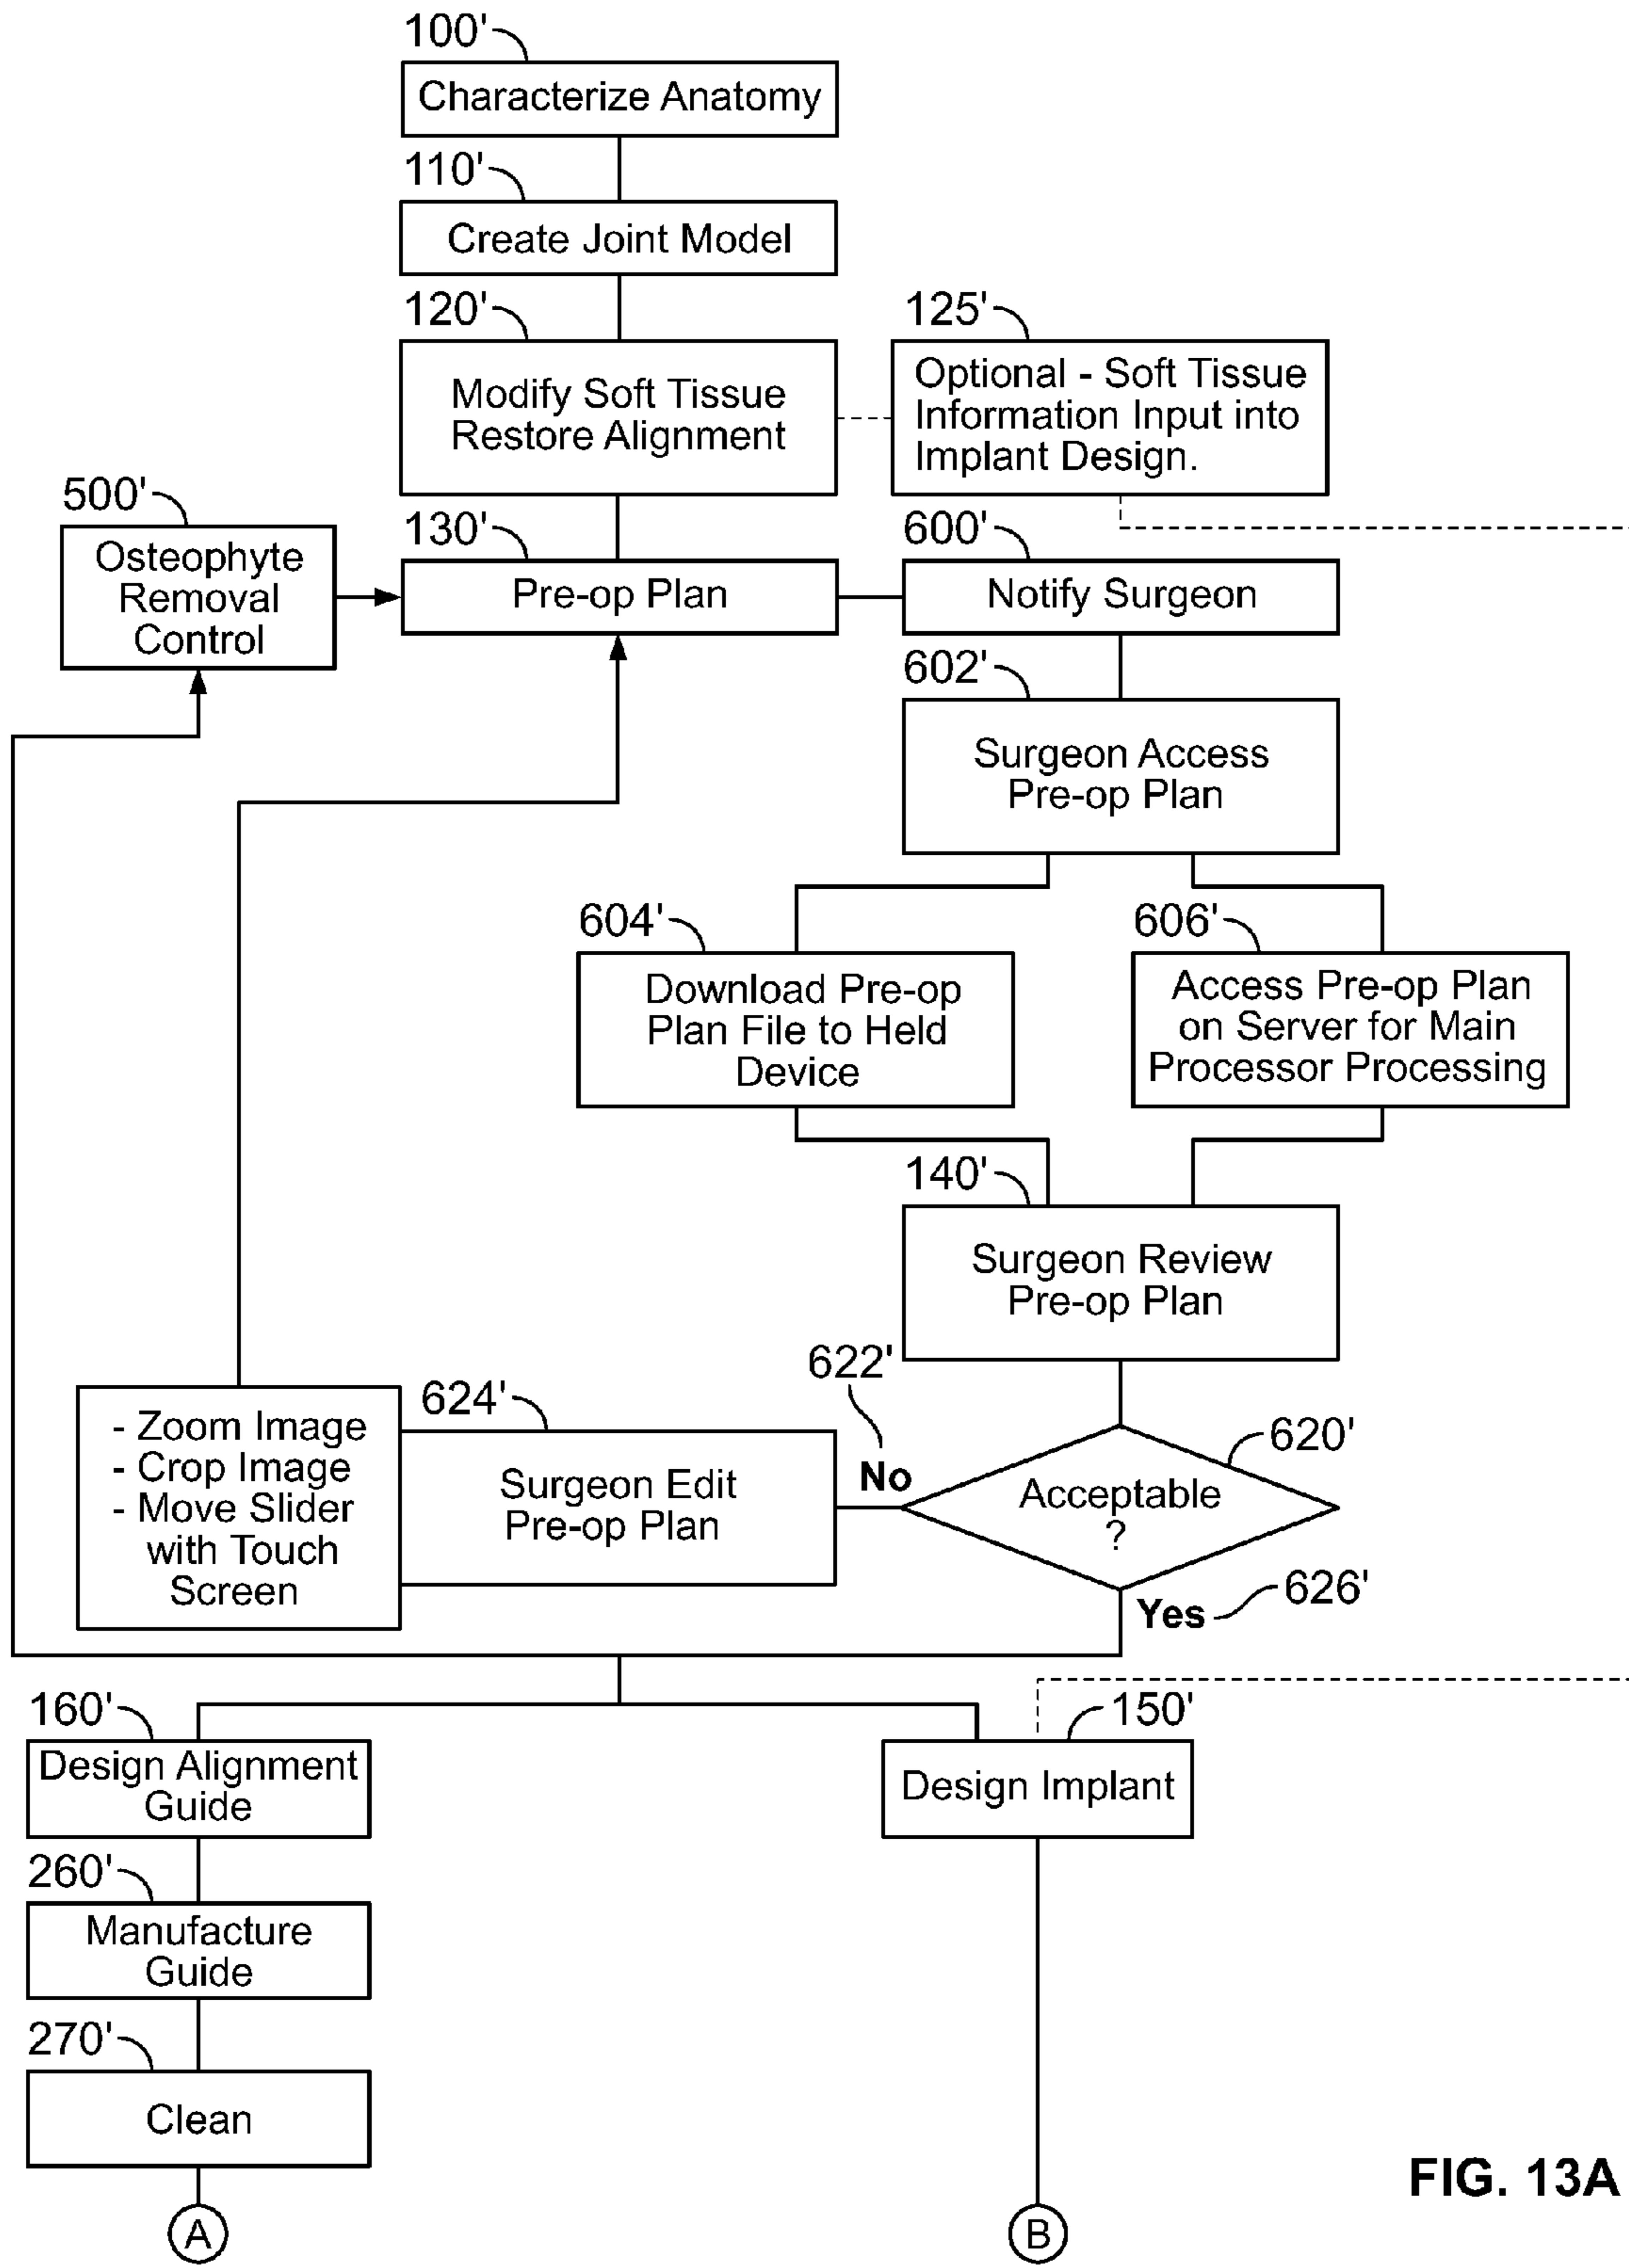 100'
Characterize Anatomy
110'
Create Joint Model
120'
Modify Soft Tissue
Restore Alignment
125'
Optional - Soft Tissue
Information Input into
Implant Design.
500'
Osteophyte
Removal
Control
130'
Pre-op Plan
600'
Notify Surgeon
602'
Surgeon Access
Pre-op Plan
604'
Download Pre-op
Plan File to Held
Device
606'
Access Pre-op Plan
on Server for Main
Processor Processing
140'
Surgeon Review
Pre-op Plan
622'
No
620'
Acceptable
?
624'
Surgeon Edit
Pre-op Plan
- Zoom Image
- Crop Image
- Move Slider
with Touch
Screen
Yes
626'
160'
Design Alignment
Guide
150'
Design Implant
260'
Manufacture
Guide
270'
Clean
A
B
FIG. 13A